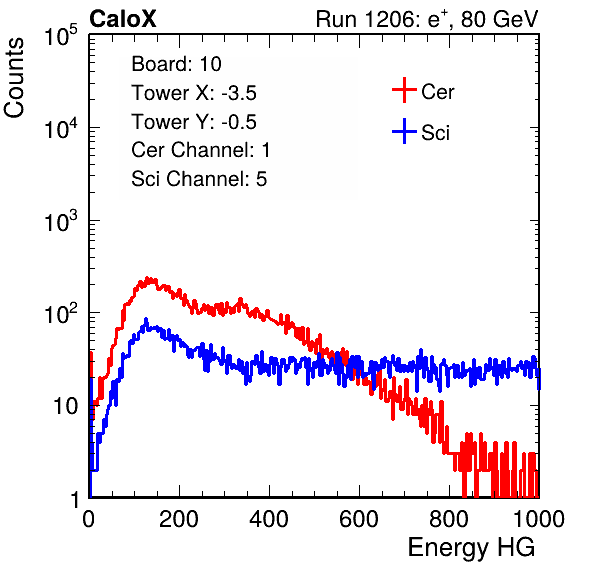 CaloX Run 1206: e⁺, 80 GeV
Counts
10⁵
10⁴
10³
10²
10
1
Board: 10
Tower X: -3.5
Tower Y: -0.5
Cer Channel: 1
Sci Channel: 5
Cer
Sci
0 200 400 600 800 1000
Energy HG